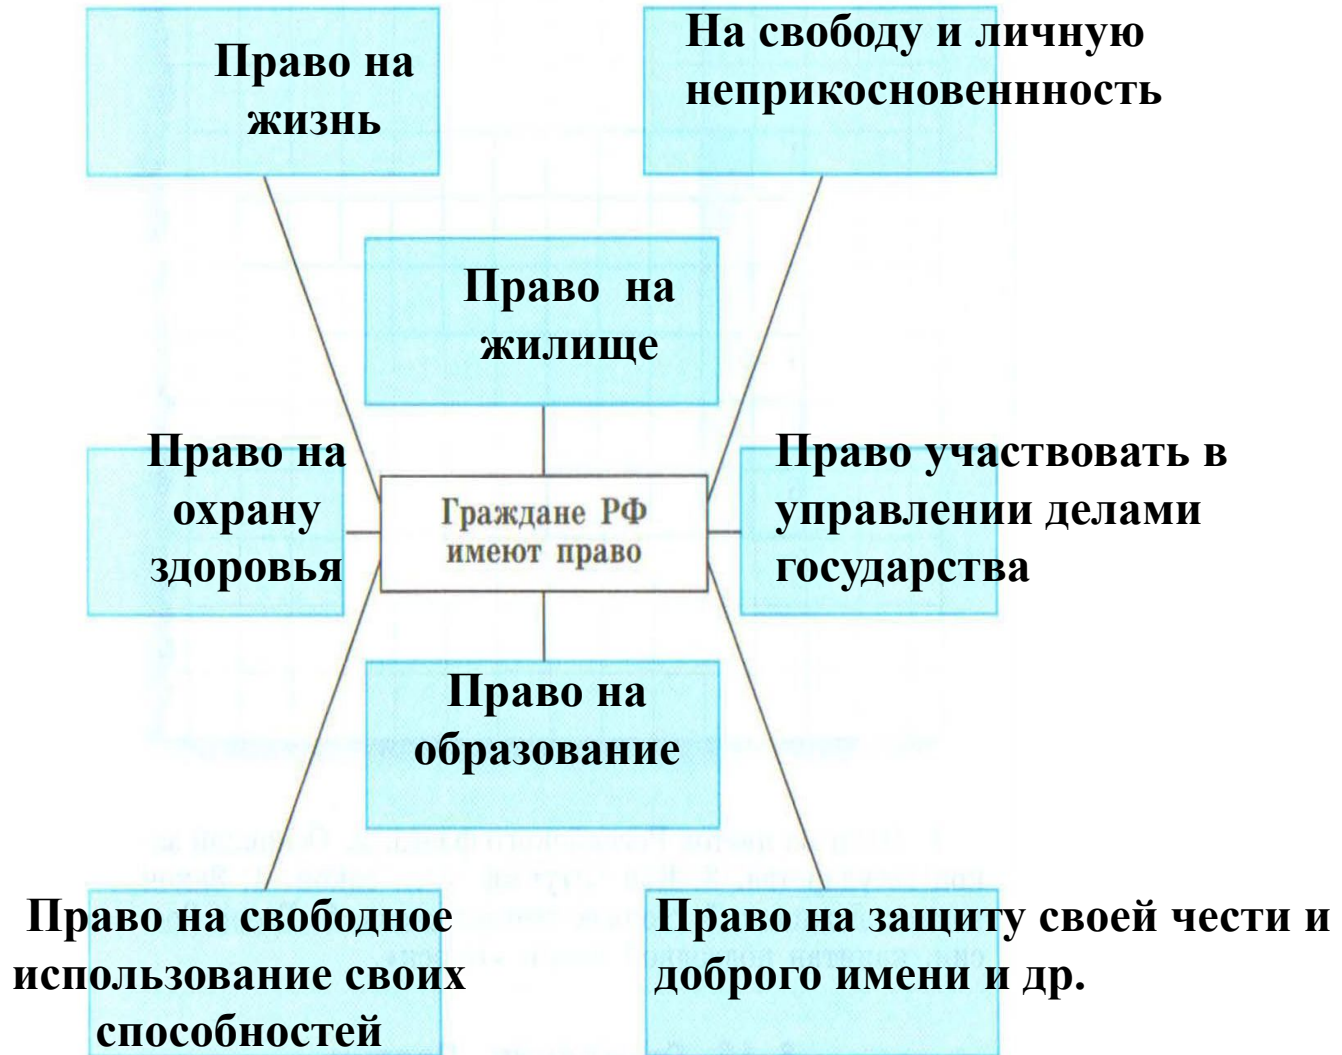 Право на
жизнь
На свободу и личную
неприкосновеннность
Право на
жилище
Право на
охрану
здоровья
Граждане РФ
имеют право
Право участвовать в
управлении делами
государства
Право на
образование
Право на свободное
использование своих
способностей
Право на защиту своей чести и
доброго имени и др.